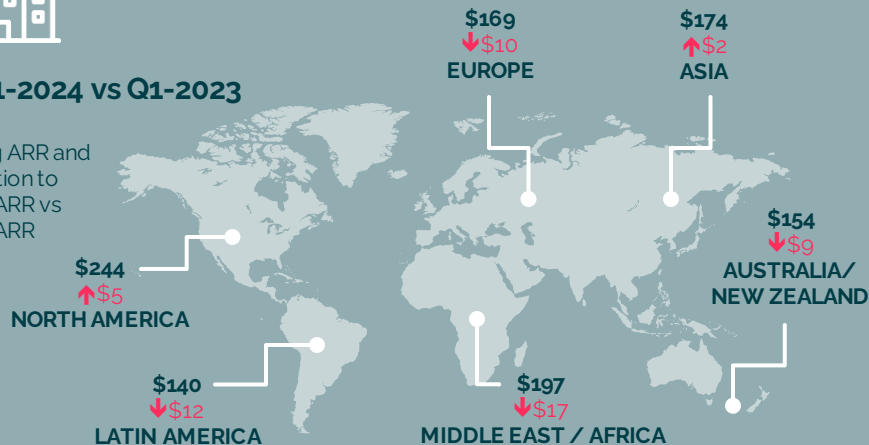 1-2024 vs Q1-2023
ARR and
to
ARR vs
ARR
$169
↓$10
EUROPE
$174
↑$2
ASIA
$154
↓$9
AUSTRALIA/
NEW ZEALAND
$244
↑$5
NORTH AMERICA
$140
↓$12
LATIN AMERICA
$197
↓$17
MIDDLE EAST / AFRICA